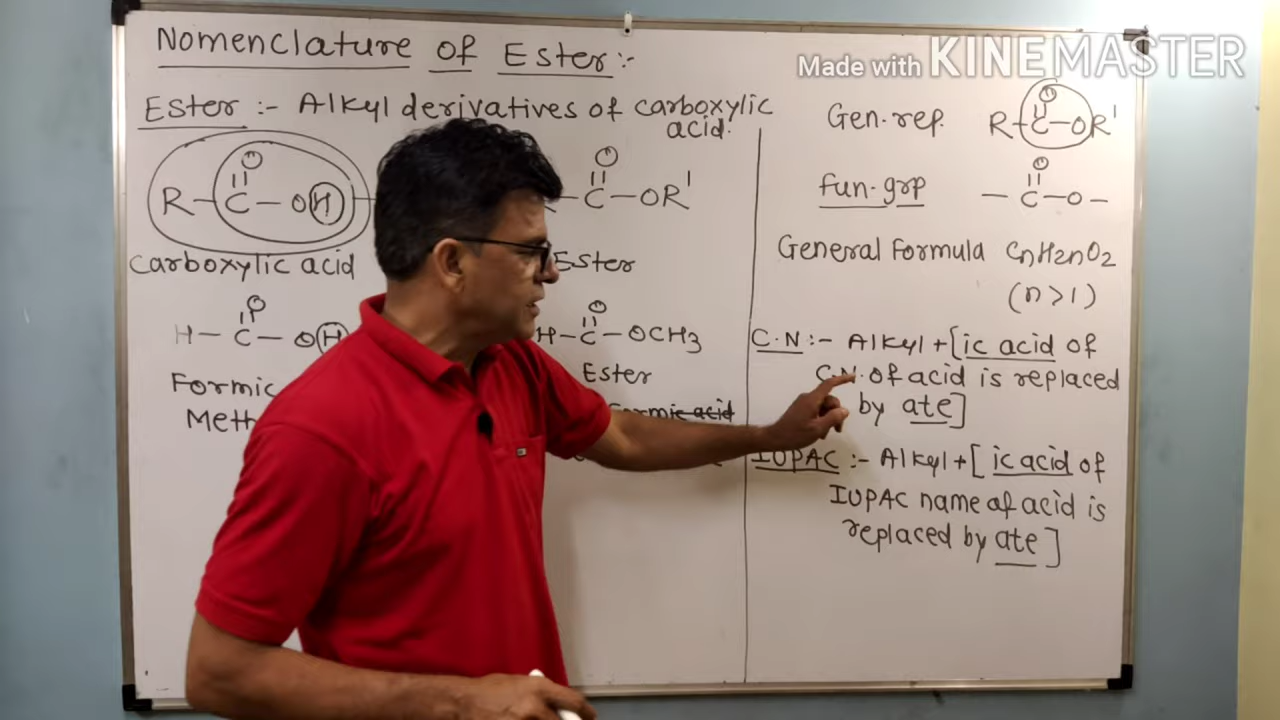 Nomenclature of Ester :-
Made with KINEMASTER
Ester :- Alkyl derivatives of carboxylic
acid.
Gen. rep.
R-C-OR'
O
R-C-OH
O
C-OR'
O
Fun. grp
-C-O-
O
Carboxylic acid
Ester
General Formula CnH2nO2
(n>1)
H-C-OH
O
H-C-OCH3
O
Formic
Ester
Meth
C.N :- Alkyl + [ic acid of
C.N. of acid is replaced
by ate]
IUPAC :- Alkyl + [ic acid of
IUPAC name of acid is
replaced by ate]